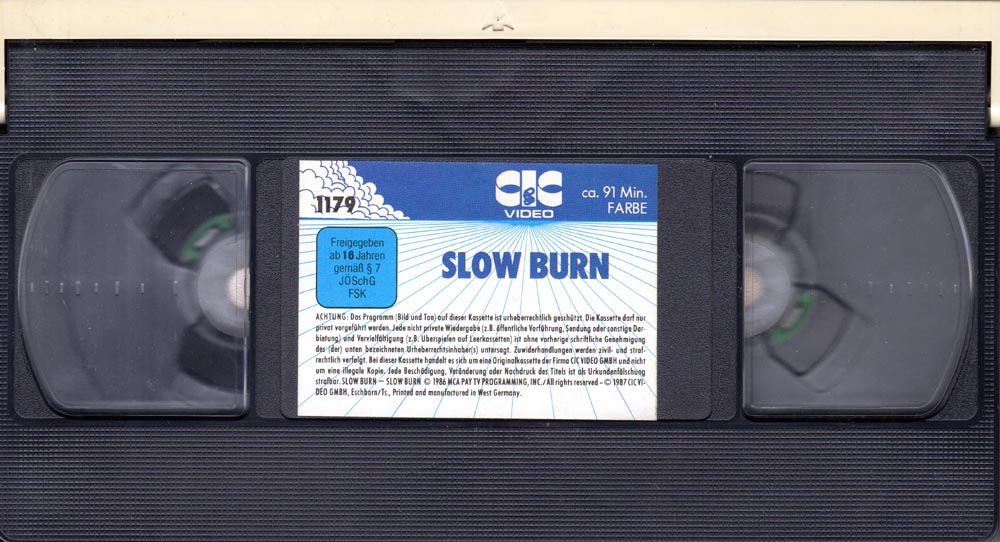 1179
CIC
VIDEO
ca. 91 Min.
FARBE
Freigegeben
ab 16 Jahren
gemäß § 7
JÖSchG
FSK
SLOW BURN
ACHTUNG: Das Programm (Bild und Ton) auf dieser Kassette ist urheberrechtlich geschützt. Die Kassette darf nur
privat vorgeführt werden. Jede nicht private Wiedergabe (z.B. öffentliche Vorführung, Sendung oder sonstige Dar-
bietung) und Vervielfältigung (z.B. Überspielen auf Leerkassetten) ist ohne vorherige schriftliche Genehmigung
des (der) unten bezeichneten Urheberrechtsinhaber(s) untersagt. Zuwiderhandlungen werden zivil- und straf-
rechtlich verfolgt. Bei dieser Kassette handelt es sich um eine Originalkassette der Firma CIC VIDEO GMBH und nicht
um eine illegale Kopie. Jede Beschädigung, Veränderung oder Nachdruck des Titels ist als Urkundenfälschung
strafbar. SLOW BURN — SLOW BURN © 1986 MCA PAY TV PROGRAMMING, INC./All rights reserved - © 1987 CIC VI-
DEO GMBH, Eschborn/Ts., Printed and manufactured in West Germany.